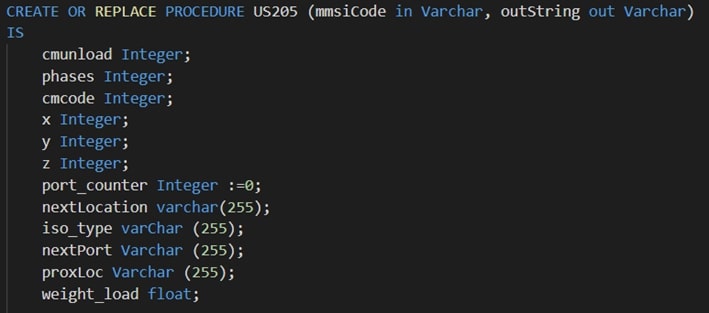 CREATE OR REPLACE PROCEDURE US205 (mmsiCode in Varchar, outString out Varchar)
IS
cmunload Integer;
phases Integer;
cmcode Integer;
x Integer;
y Integer;
z Integer;
port_counter Integer :=0;
nextLocation varchar(255);
iso_type varChar (255);
nextPort Varchar (255);
proxLoc Varchar (255);
weight_load float;